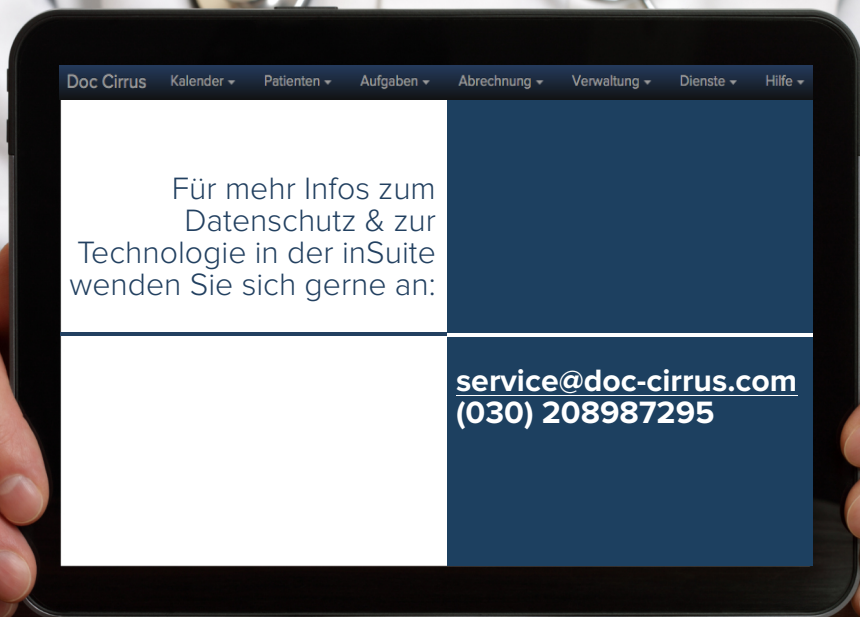 Doc Cirrus Kalender Patienten Aufgaben Abrechnung Verwaltung Dienste Hilfe
Für mehr Infos zum
Datenschutz & zur
Technologie in der inSuite
wenden Sie sich gerne an:
service@doc-cirrus.com
(030) 208987295